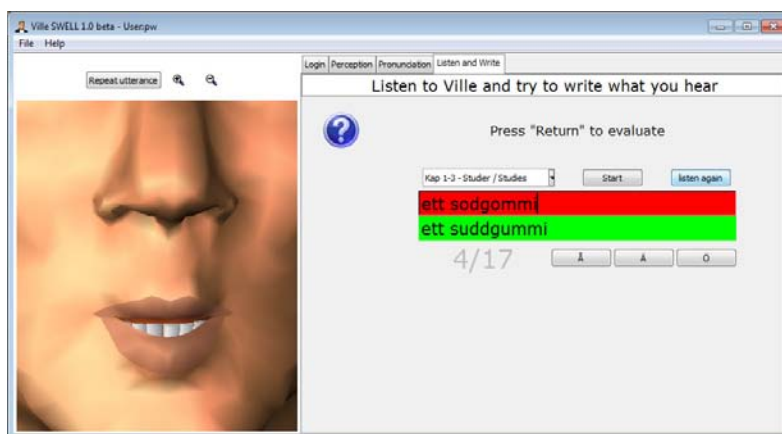 Ville SWELL 1.0 beta - User:pw
File Help
Repeat utterance
Login Perception Pronunciation Listen and Write
Listen to Ville and try to write what you hear
Press "Return" to evaluate
Kap 1-3 - Studier / Studies Start listen again
ett sodgommi
ett suddgummi
4/17